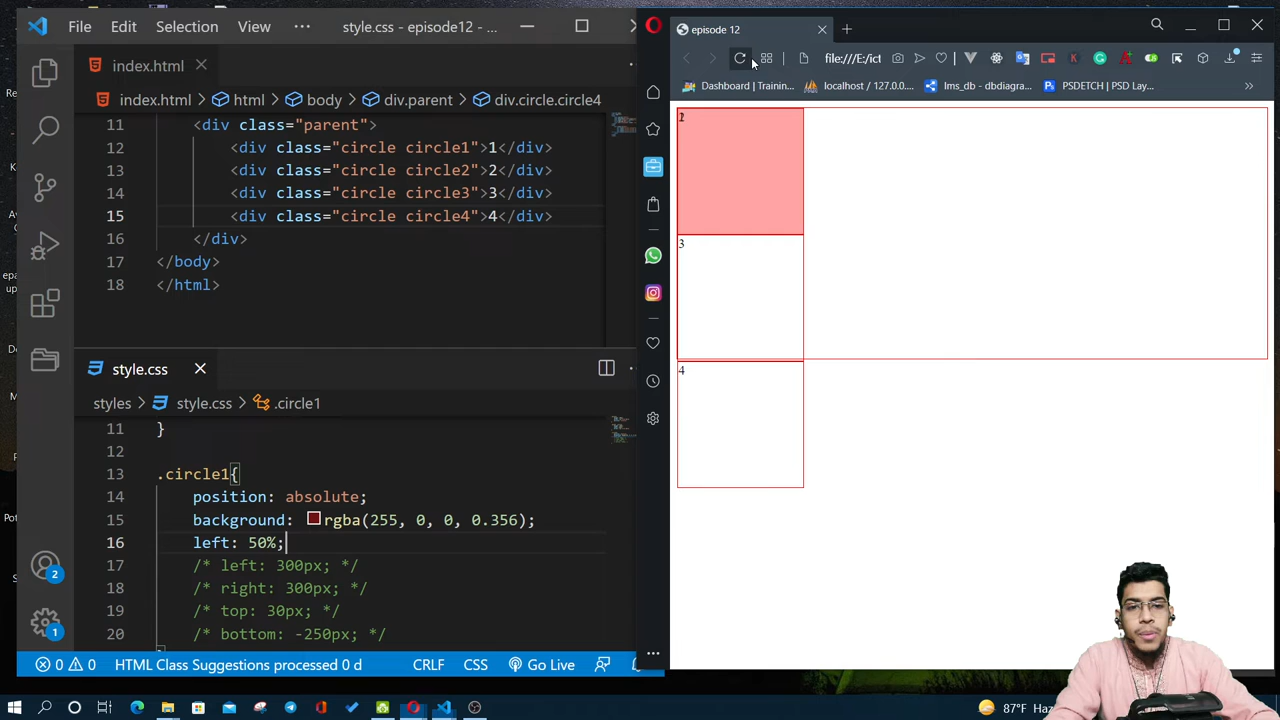 File Edit Selection View ··· style.css - episode12 - ...
index.html
index.html > html > body > div.parent > div.circle.circle4
11 <div class="parent">
12 <div class="circle circle1">1</div>
13 <div class="circle circle2">2</div>
14 <div class="circle circle3">3</div>
15 <div class="circle circle4">4</div>
16 </div>
17 </body>
18 </html>
style.css
styles > style.css > .circle1
11 }
12
13 .circle1{
14 position: absolute;
15 background: rgba(255, 0, 0, 0.356);
16 left: 50%;
17 /* left: 300px; */
18 /* right: 300px; */
19 /* top: 30px; */
20 /* bottom: -250px; */
2
1
0 0 HTML Class Suggestions processed 0 d CRLF CSS Go Live
episode 12
file:///E:/ict
Dashboard | Trainin... localhost / 127.0.0.... lms_db - dbdiagra... PSDETCH | PSD Lay...
3
4
87°F Haz